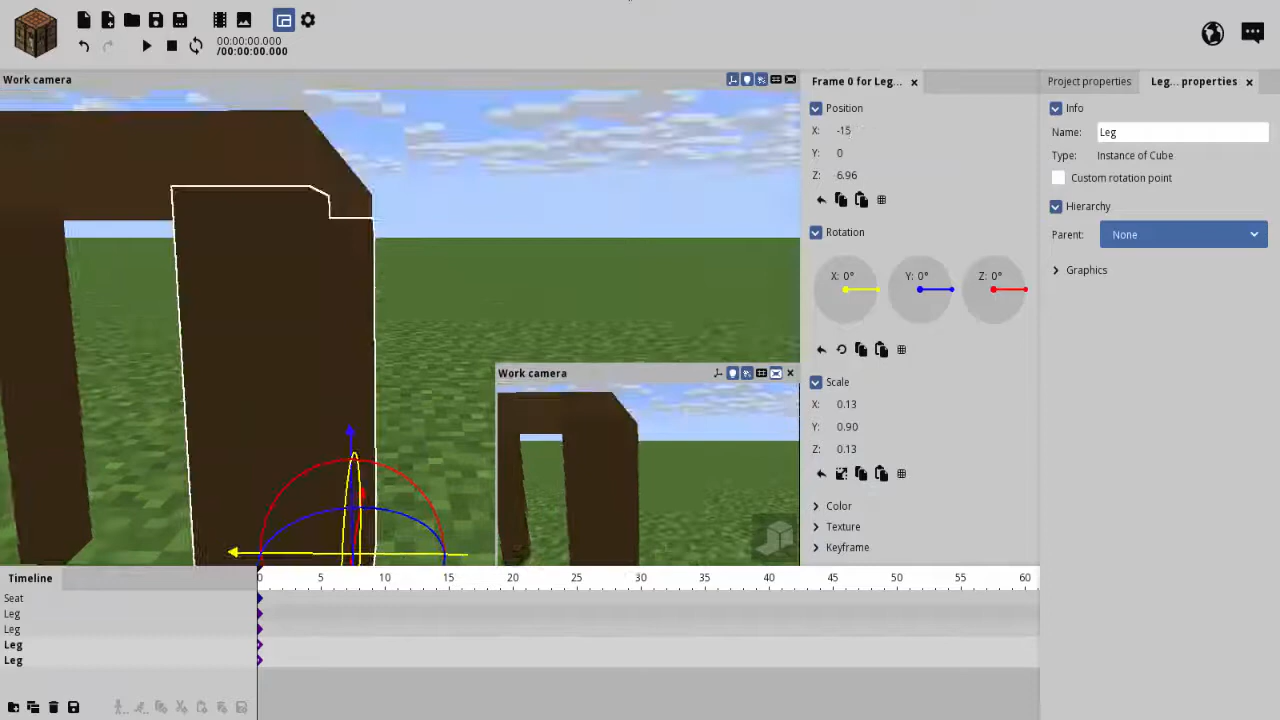 00:00:00.000
/00:00:00.000
Work camera
Frame 0 for Leg...
Position
X: -15
Y: 0
Z: 6.96
Rotation
X: 0°
Y: 0°
Z: 0°
Scale
X: 0.13
Y: 0.90
Z: 0.13
Color
Texture
Keyframe
Project properties
Leg... properties
Info
Name: Leg
Type: Instance of Cube
Custom rotation point
Hierarchy
Parent: None
Graphics
Work camera
Timeline
0 5 10 15 20 25 30 35 40 45 50 55 60
Seat
Leg
Leg
Leg
Leg